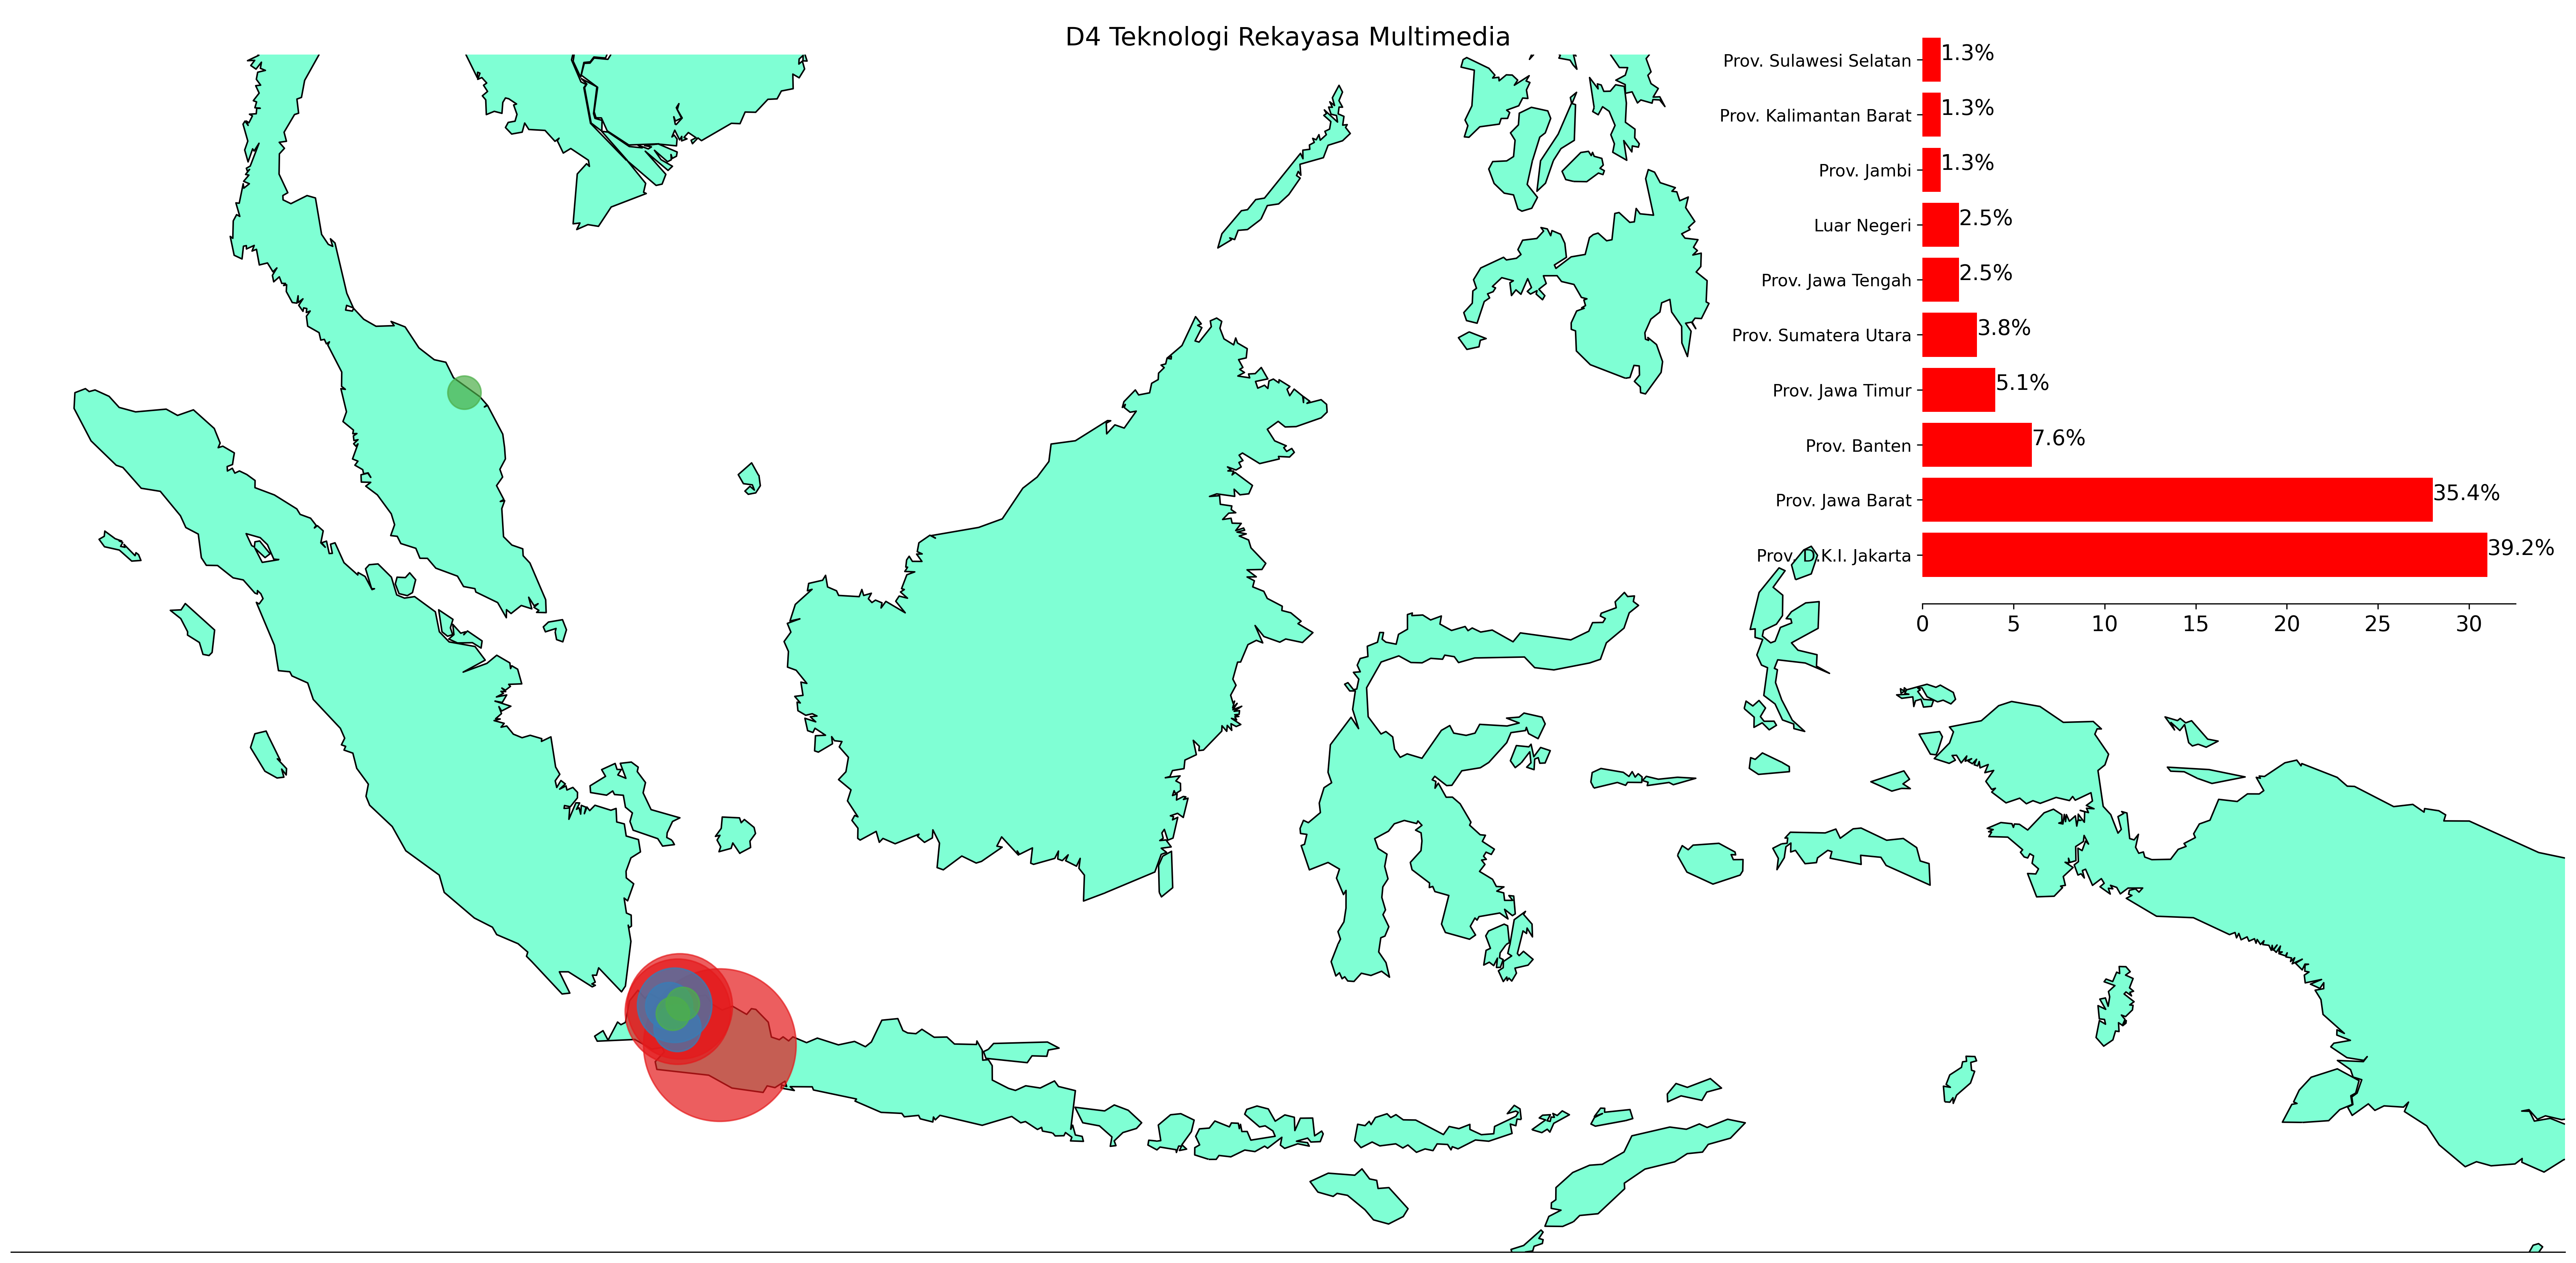 D4 Teknologi Rekayasa Multimedia
Prov. Sulawesi Selatan 1.3%
Prov. Kalimantan Barat 1.3%
Prov. Jambi 1.3%
Luar Negeri 2.5%
Prov. Jawa Tengah 2.5%
Prov. Sumatera Utara 3.8%
Prov. Jawa Timur 5.1%
Prov. Banten 7.6%
Prov. Jawa Barat 35.4%
Prov. D.K.I. Jakarta 39.2%
0 5 10 15 20 25 30